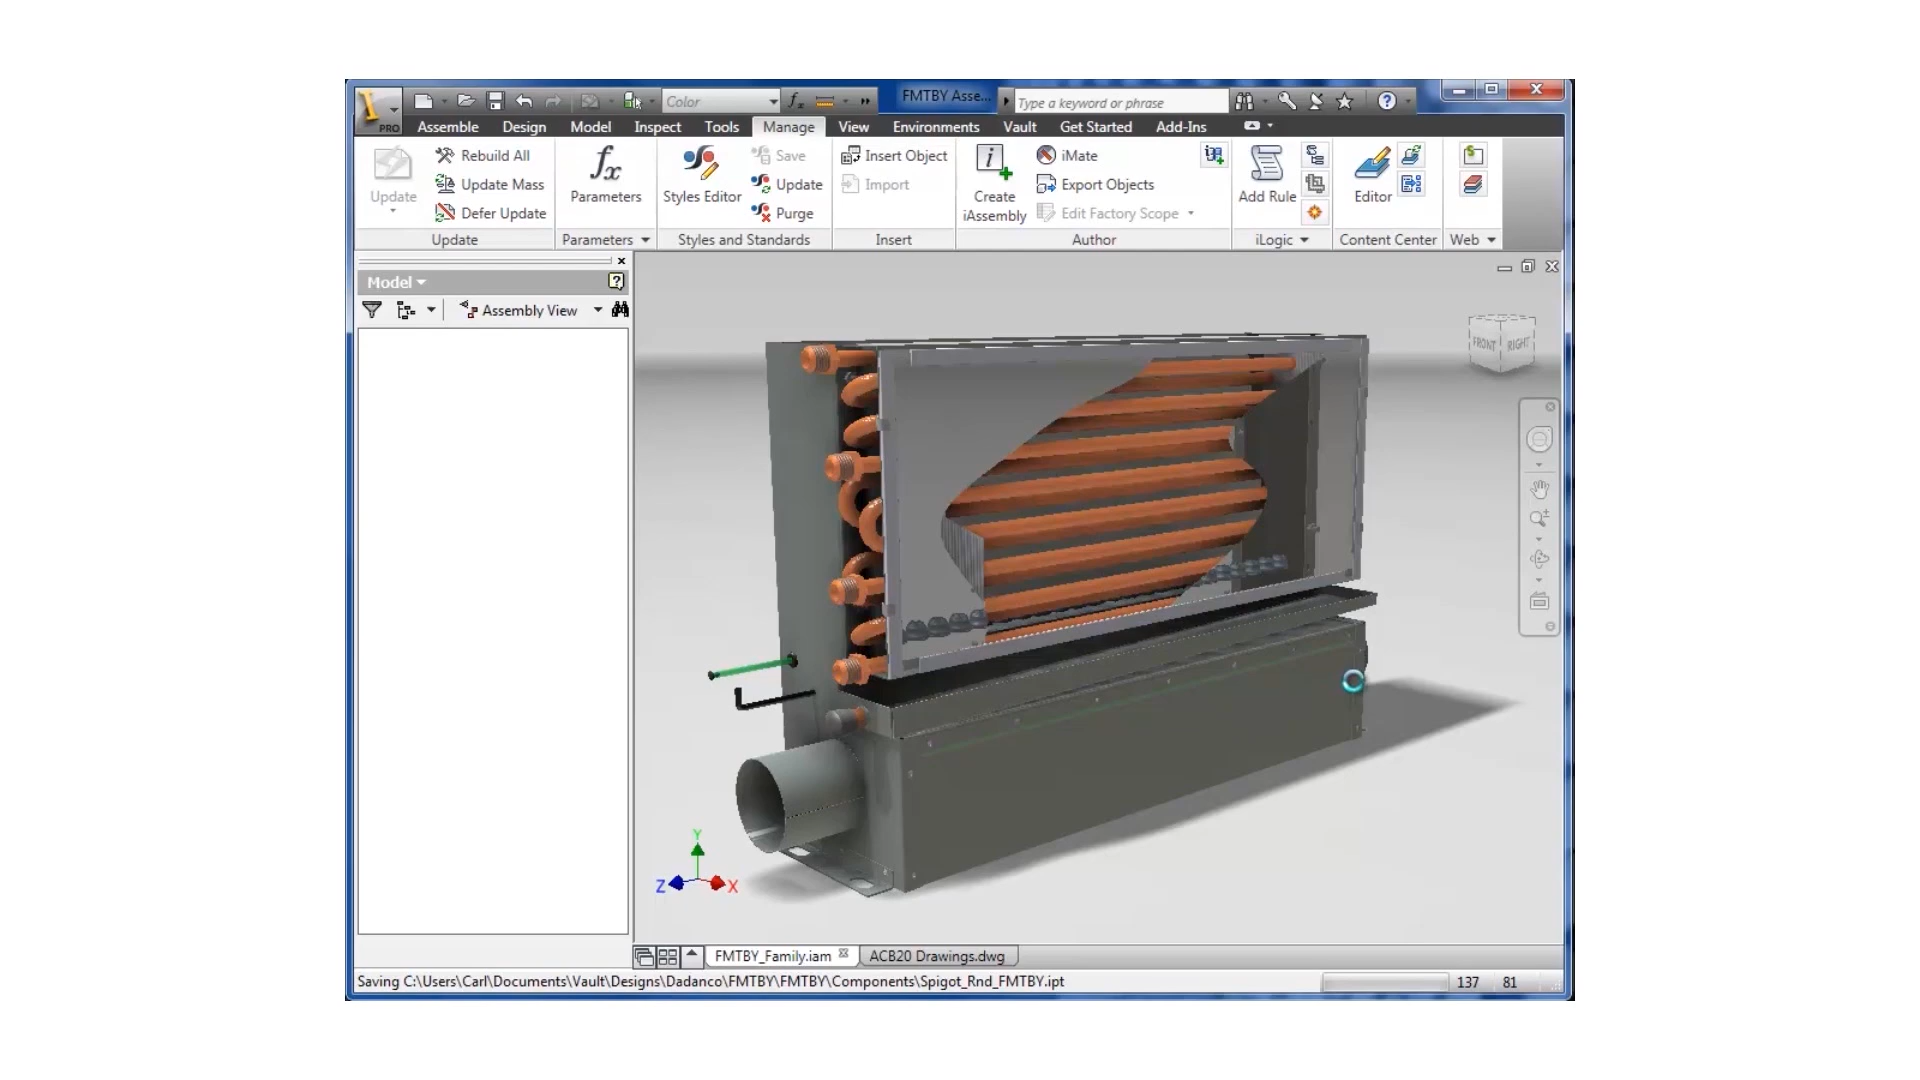 PRO
Color
FMTBY Asse...
Type a keyword or phrase
Assemble Design Model Inspect Tools Manage View Environments Vault Get Started Add-Ins
Update
Rebuild All
Update Mass
Defer Update
Update
fx
Parameters
Parameters
Styles Editor
Save
Update
Purge
Styles and Standards
Insert Object
Import
Insert
Create
iAssembly
iMate
Export Objects
Edit Factory Scope
Author
Add Rule
iLogic
Editor
Content Center
Web
Model
Assembly View
FRONT RIGHT
Y
Z X
FMTBY_Family.iam ACB20 Drawings.dwg
Saving C:\Users\Carl\Documents\Vault\Designs\Dadanco\FMTBY\FMTBY\Components\Spigot_Rnd_FMTBY.ipt 137 81